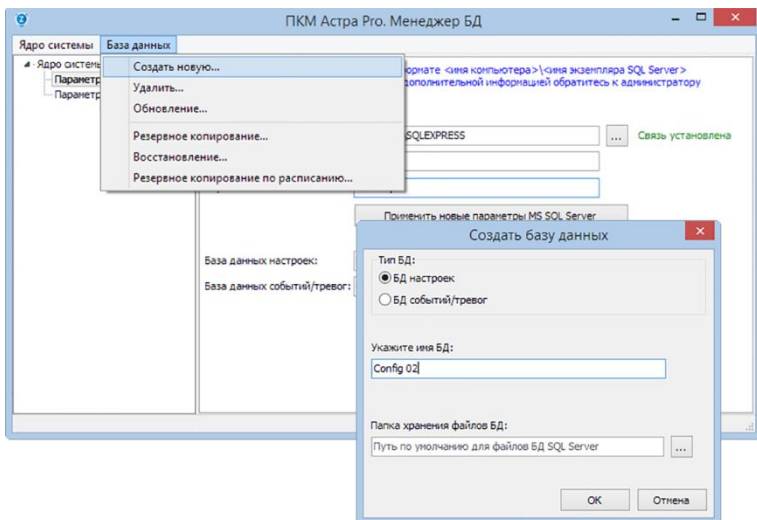 ПКМ Астра Pro. Менеджер БД
Ядро системы База данных
Ядро системы
Параметр
Параметр
Создать новую...
Удалить...
Обновление...
Резервное копирование...
Восстановление...
Резервное копирование по расписанию...
формате <имя компьютера>\<имя экземпляра SQL Server>
дополнительной информацией обратитесь к администратору
SQLEXPRESS ... Связь установлена
Применить новые параметры MS SQL Server
База данных настроек:
База данных событий/тревог:
Создать базу данных
Тип БД:
БД настроек
БД событий/тревог
Укажите имя БД:
Config 02
Папка хранения файлов БД:
Путь по умолчанию для файлов БД SQL Server ...
OK Отмена